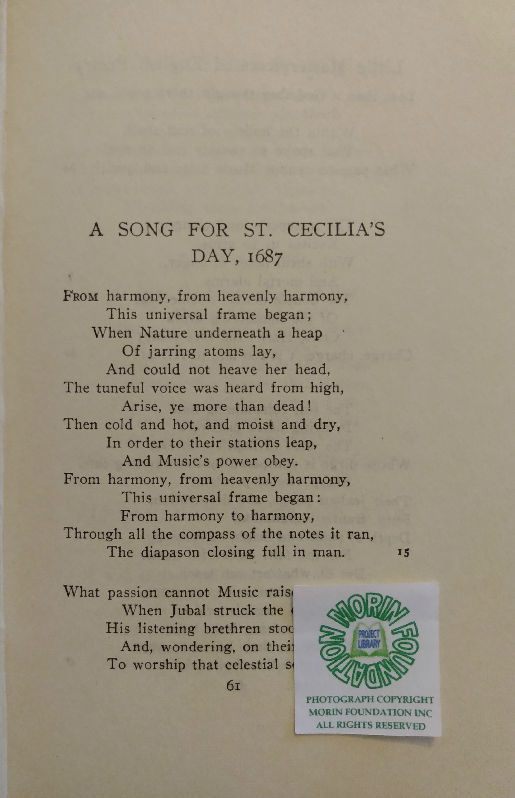 A SONG FOR ST. CECILIA'S
DAY, 1687
FROM harmony, from heavenly harmony,
This universal frame began;
When Nature underneath a heap
Of jarring atoms lay,
And could not heave her head,
The tuneful voice was heard from high,
Arise, ye more than dead!
Then cold and hot, and moist and dry,
In order to their stations leap,
And Music's power obey.
From harmony, from heavenly harmony,
This universal frame began:
From harmony to harmony,
Through all the compass of the notes it ran,
The diapason closing full in man. 15
What passion cannot Music
When Jubal struck the
His listening brethren
And, wondering, on
To worship that celestial
61
MORIN FOUNDATION
PROJECT
LIBRARY
PHOTOGRAPH COPYRIGHT
MORIN FOUNDATION INC
ALL RIGHTS RESERVED